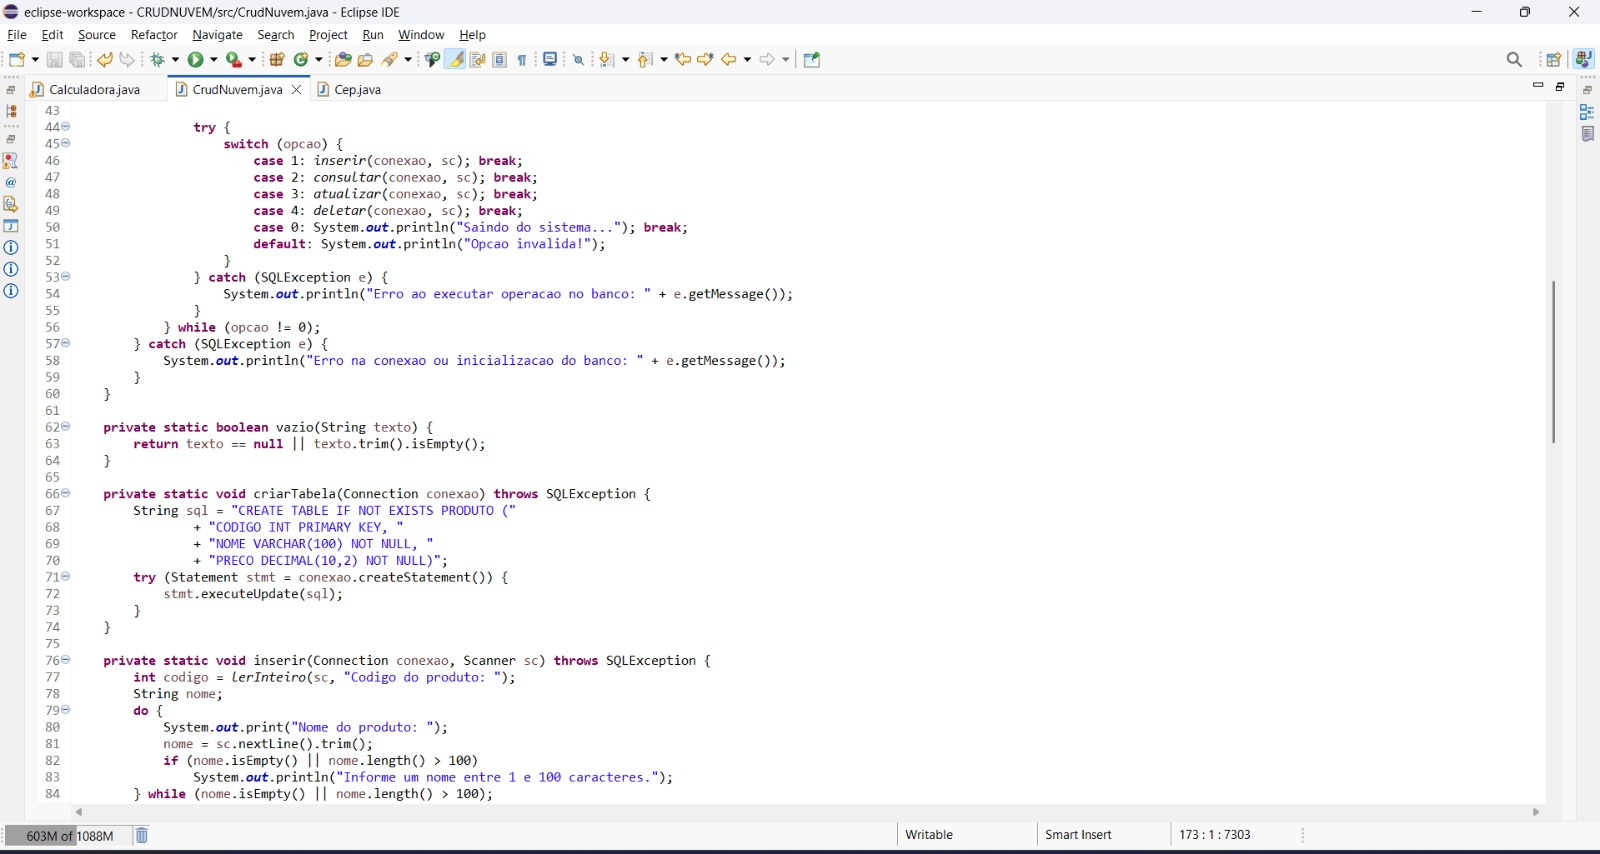 eclipse-workspace - CRUDNUVEM/src/CrudNuvem.java - Eclipse IDE
File Edit Source Refactor Navigate Search Project Run Window Help
Calculadora.java CrudNuvem.java Cep.java
43
44 try {
45 switch (opcao) {
46 case 1: inserir(conexao, sc); break;
47 case 2: consultar(conexao, sc); break;
48 case 3: atualizar(conexao, sc); break;
49 case 4: deletar(conexao, sc); break;
50 case 0: System.out.println("Saindo do sistema..."); break;
51 default: System.out.println("Opcao invalida!");
52 }
53 } catch (SQLException e) {
54 System.out.println("Erro ao executar operacao no banco: " + e.getMessage());
55 }
56 } while (opcao != 0);
57 } catch (SQLException e) {
58 System.out.println("Erro na conexao ou inicializacao do banco: " + e.getMessage());
59 }
60 }
61
62 private static boolean vazio(String texto) {
63 return texto == null || texto.trim().isEmpty();
64 }
65
66 private static void criarTabela(Connection conexao) throws SQLException {
67 String sql = "CREATE TABLE IF NOT EXISTS PRODUTO ("
68 + "CODIGO INT PRIMARY KEY, "
69 + "NOME VARCHAR(100) NOT NULL, "
70 + "PRECO DECIMAL(10,2) NOT NULL)";
71 try (Statement stmt = conexao.createStatement()) {
72 stmt.executeUpdate(sql);
73 }
74 }
75
76 private static void inserir(Connection conexao, Scanner sc) throws SQLException {
77 int codigo = lerInteiro(sc, "Codigo do produto: ");
78 String nome;
79 do {
80 System.out.print("Nome do produto: ");
81 nome = sc.nextLine().trim();
82 if (nome.isEmpty() || nome.length() > 100)
83 System.out.println("Informe um nome entre 1 e 100 caracteres.");
84 } while (nome.isEmpty() || nome.length() > 100);
603M of 1088M Writable Smart Insert 173 : 1 : 7303